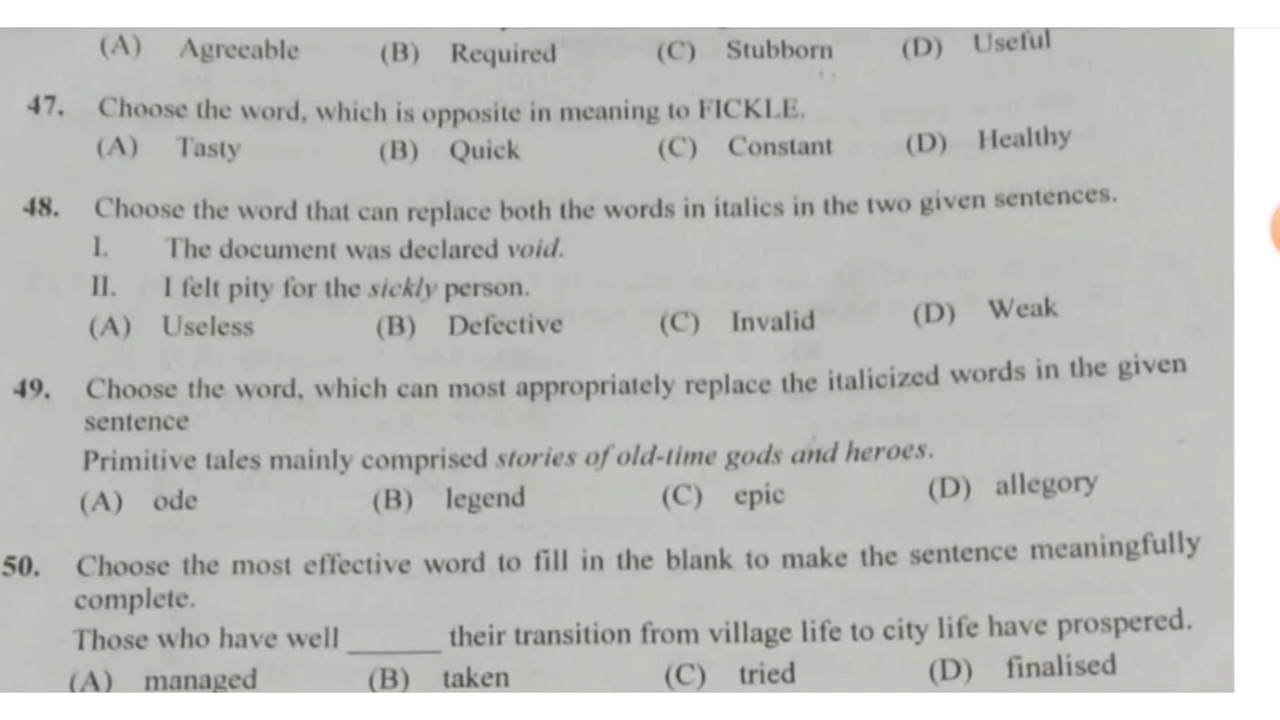 (A) Agreeable (B) Required (C) Stubborn (D) Useful
47. Choose the word, which is opposite in meaning to FICKLE.
(A) Tasty (B) Quick (C) Constant (D) Healthy
48. Choose the word that can replace both the words in italics in the two given sentences.
I. The document was declared void.
II. I felt pity for the sickly person.
(A) Useless (B) Defective (C) Invalid (D) Weak
49. Choose the word, which can most appropriately replace the italicized words in the given
sentence
Primitive tales mainly comprised stories of old-time gods and heroes.
(A) ode (B) legend (C) epic (D) allegory
50. Choose the most effective word to fill in the blank to make the sentence meaningfully
complete.
Those who have well ______ their transition from village life to city life have prospered.
(A) managed (B) taken (C) tried (D) finalised